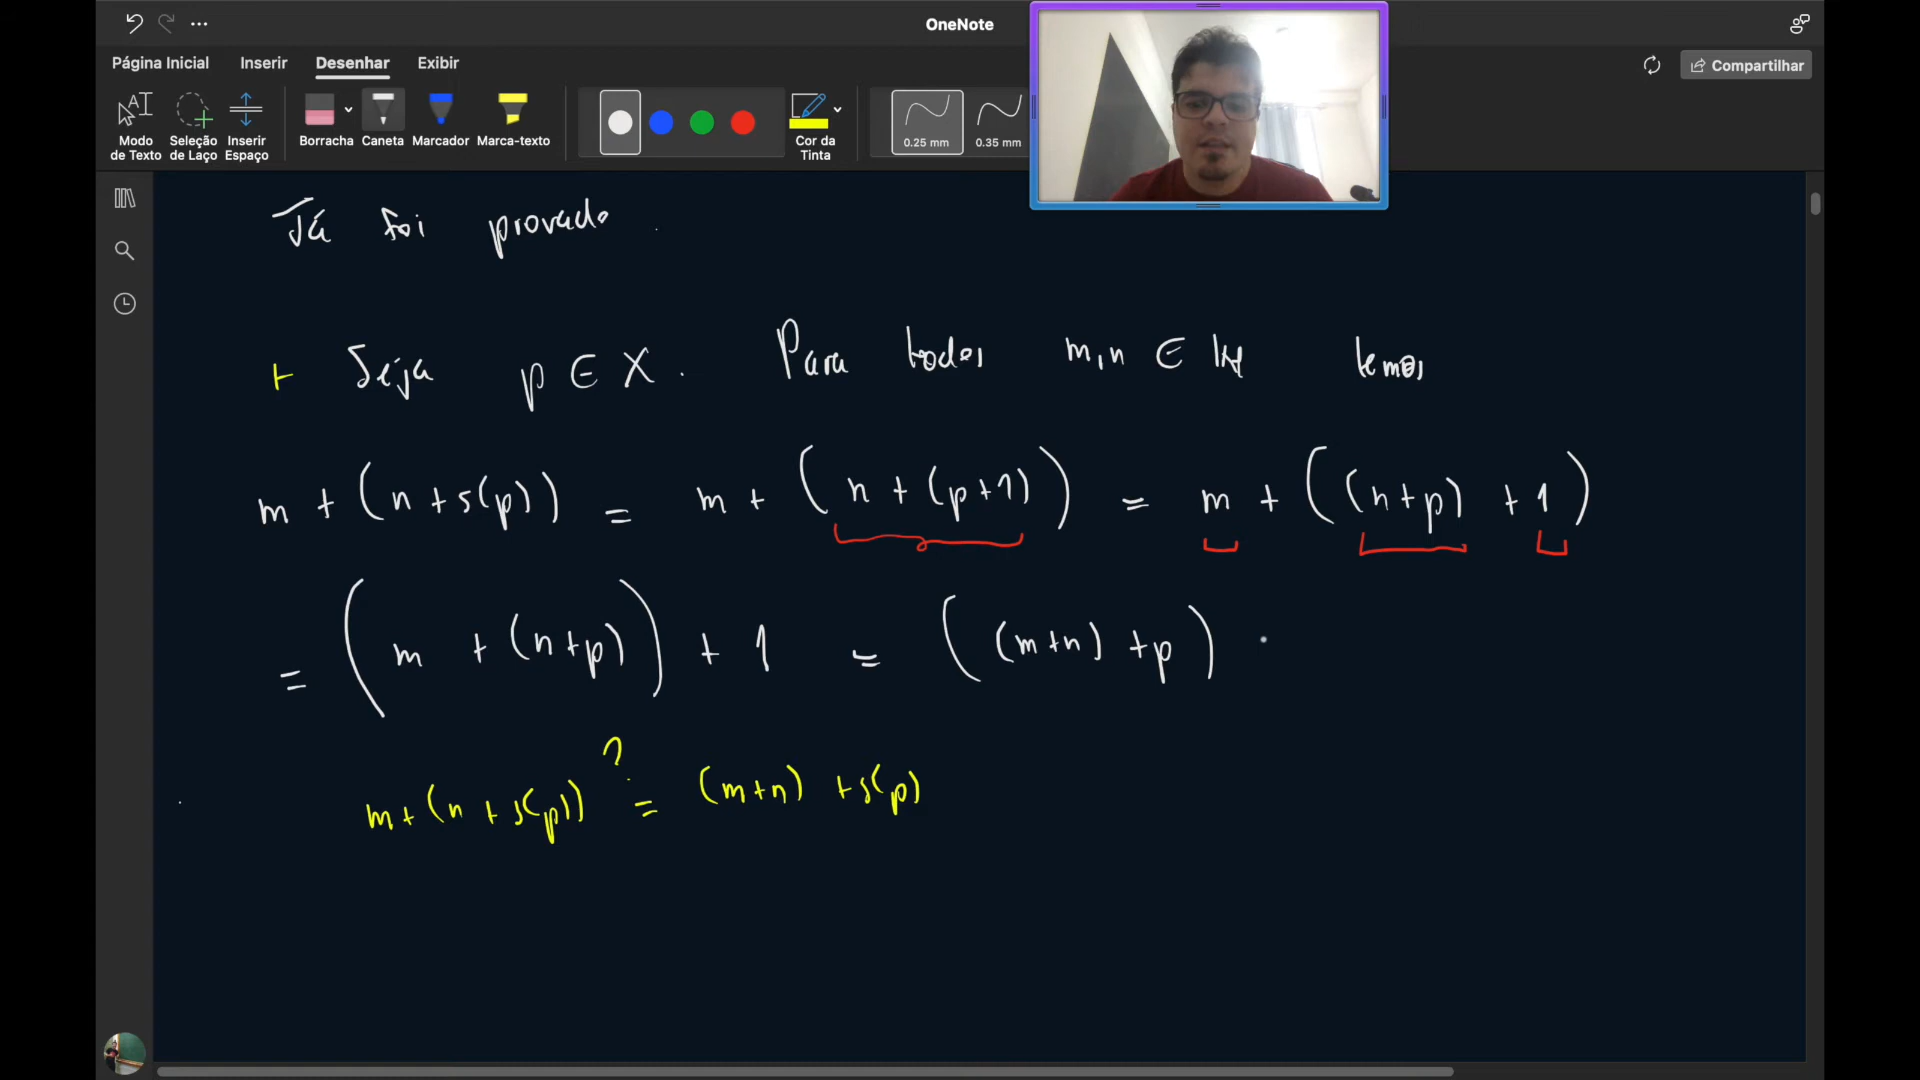 OneNote
Página Inicial Inserir Desenhar Exibir
Compartilhar
Modo de Texto
Seleção de Laço
Inserir Espaço
Borracha
Caneta
Marcador
Marca-texto
Cor da Tinta
0.25 mm
0.35 mm
Já foi provado.
+ Seja p ∈ X. Para todos m,n ∈ ℕ temos
m + (n + s(p)) = m + (n + (p+1)) = m + ((n+p) + 1)
= (m + (n+p)) + 1 = ((m+n) + p)
m + (n + s(p)) ?= (m+n) + s(p)